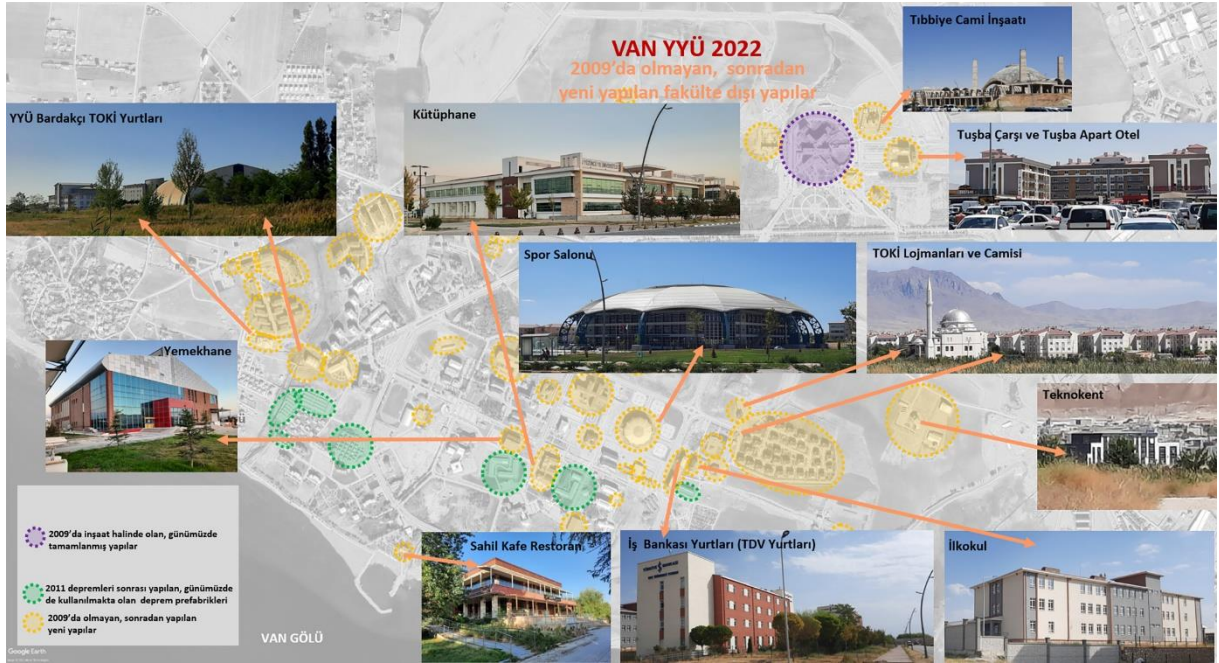 VAN YYÜ 2022
2009'da olmayan, sonradan
yeni yapılan fakülte dışı yapılar
Tıbbiye Cami İnşaatı
YYÜ Bardakçı TOKİ Yurtları
Kütüphane
Tuşba Çarşı ve Tuşba Apart Otel
Spor Salonu
TOKİ Lojmanları ve Camisi
Yemekhane
Teknokent
2009'da inşaat halinde olan, günümüzde
tamamlanmış yapılar
2011 depremleri sonrası yapılan, günümüzde
de kullanılmakta olan deprem prefabrikleri
2009'da olmayan, sonradan yapılan
yeni yapılar
Sahil Kafe Restoran
İş Bankası Yurtları (TDV Yurtları)
İlkokul
VAN GÖLÜ
Google Earth